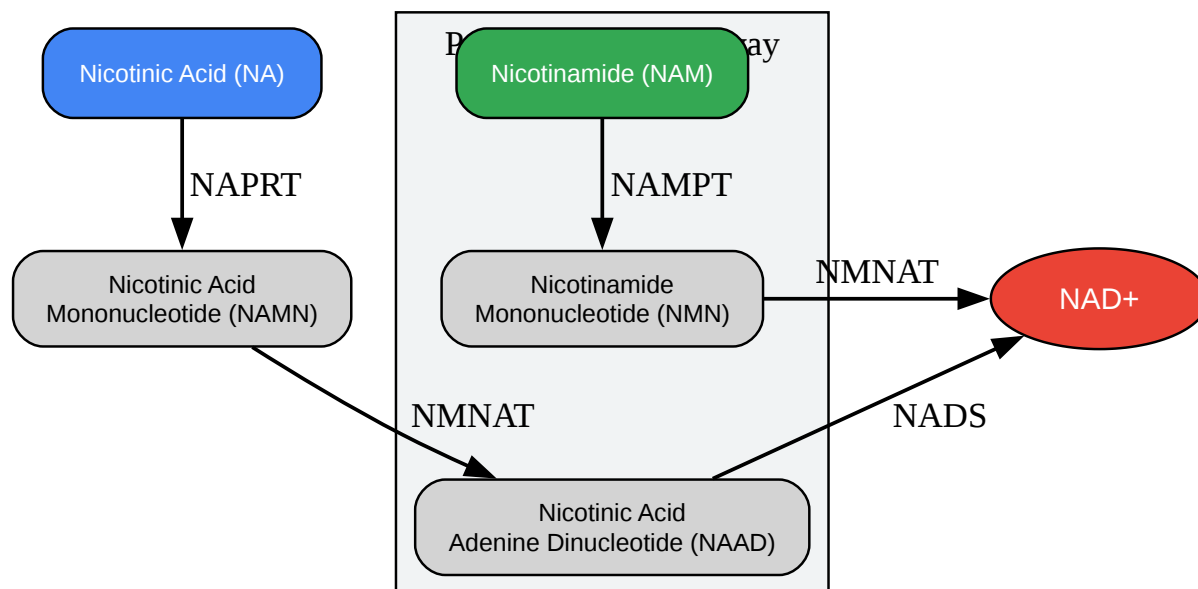 Nicotinic Acid (NA)
Nicotinamide (NAM)
NAPRT
NAMPT
Nicotinic Acid
Mononucleotide (NAMN)
Nicotinamide
Mononucleotide (NMN)
NMNAT
NAD+
NMNAT
NADS
Nicotinic Acid
Adenine Dinucleotide (NAAD)